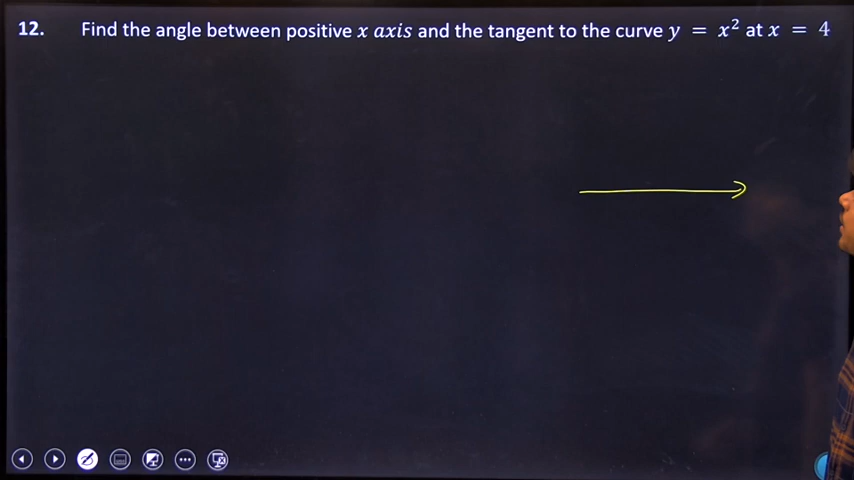 12. Find the angle between positive x axis and the tangent to the curve y = x² at x = 4